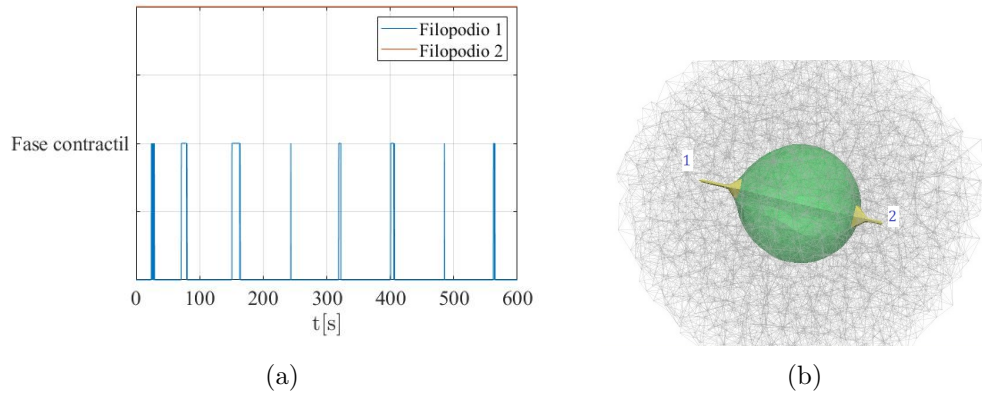 Filopodio 1
Filopodio 2
Fase contractil
0 100 200 300 400 500 600
t[s]
1
2
(a)
(b)